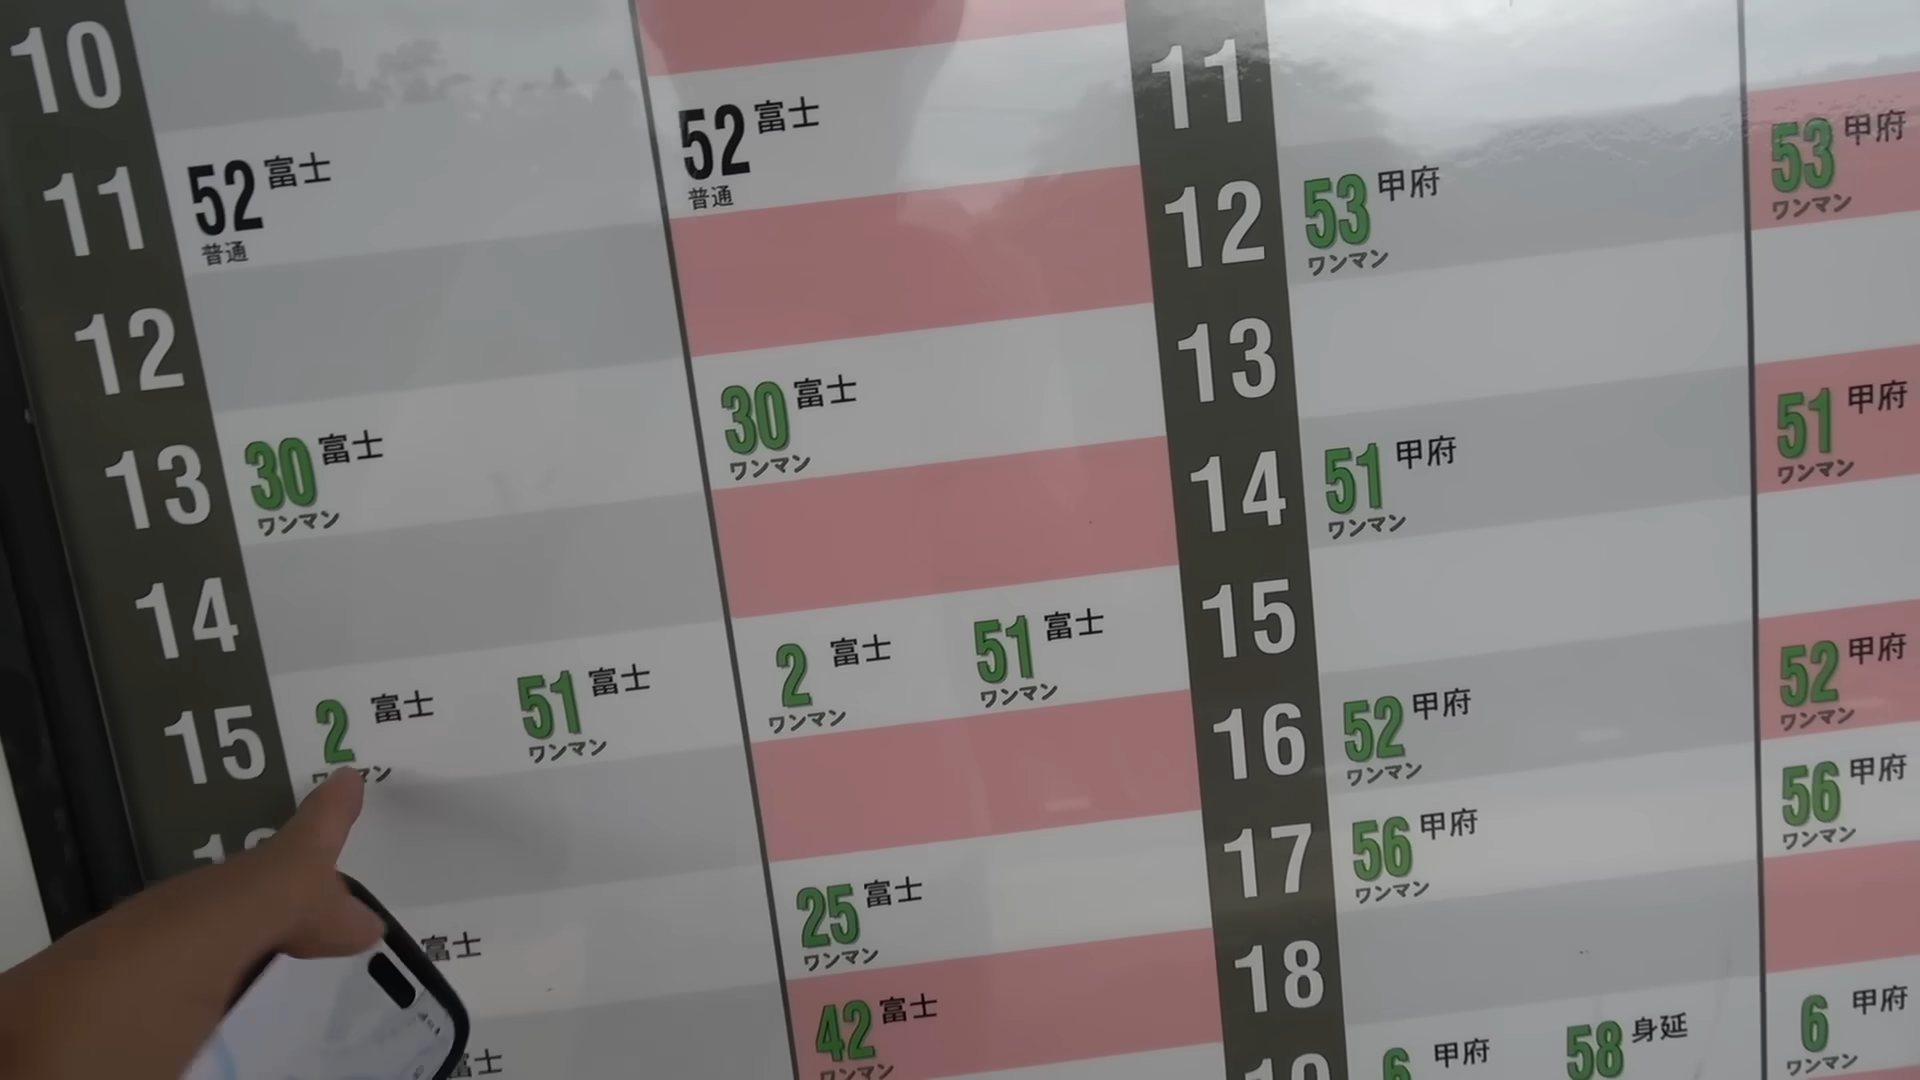 10
11 52 富士 普通
12
13 30 富士 ワンマン
14
15 2 富士 51 富士 ワンマン
富士
富士
52 富士 普通
30 富士 ワンマン
2 富士 ワンマン 51 富士 ワンマン
25 富士 ワンマン
42 富士 ワンマン
11
12 53 甲府 ワンマン
13
14 51 甲府 ワンマン
15
16 52 甲府 ワンマン
17 56 甲府 ワンマン
18
6 甲府 58 身延
53 甲府 ワンマン
51 甲府 ワンマン
52 甲府 ワンマン
56 甲府 ワンマン
6 甲府 ワンマン